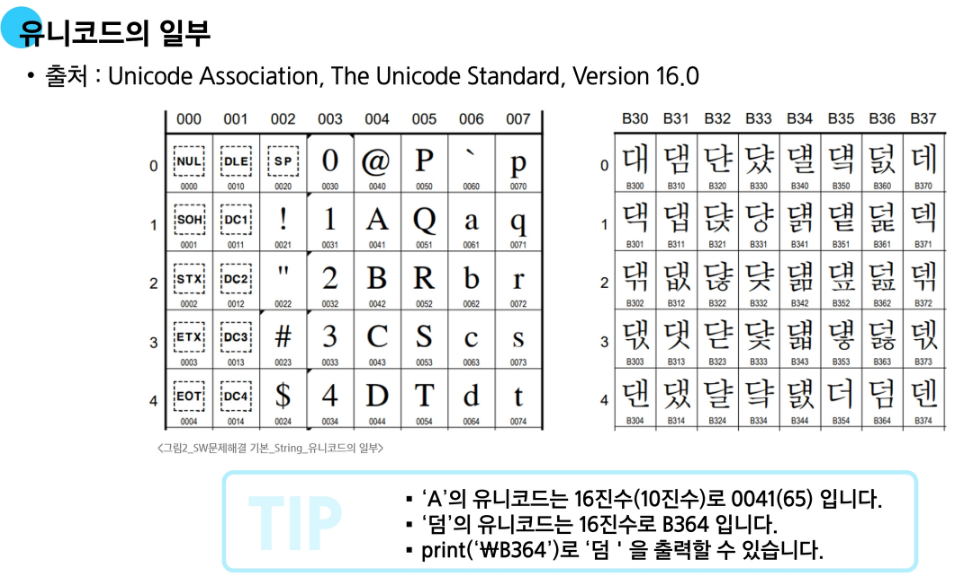 유니코드의 일부
• 출처 : Unicode Association, The Unicode Standard, Version 16.0
000 001 002 003 004 005 006 007
0 NUL DLE SP 0 @ P ` p
0000 0010 0020 0030 0040 0050 0060 0070
1 SOH DC1 ! 1 A Q a q
0001 0011 0021 0031 0041 0051 0061 0071
2 STX DC2 " 2 B R b r
0002 0012 0022 0032 0042 0052 0062 0072
3 ETX DC3 # 3 C S c s
0003 0013 0023 0033 0043 0053 0063 0073
4 EOT DC4 $ 4 D T d t
0004 0014 0024 0034 0044 0054 0064 0074
B30 B31 B32 B33 B34 B35 B36 B37
0 대 댐 댠 댰 덀 덐 덠 데
B300 B310 B320 B330 B340 B350 B360 B370
1 댁 댑 댡 댱 덁 덑 덡 덱
B301 B311 B321 B331 B341 B351 B361 B371
2 댂 댒 댢 댲 덂 덒 덢 덲
B302 B312 B322 B332 B342 B352 B362 B372
3 댃 댓 댣 댳 덃 덓 덣 덳
B303 B313 B323 B333 B343 B353 B363 B373
4 댄 댔 댤 댴 덄 더 덤 덴
B304 B314 B324 B334 B344 B354 B364 B374
<그림2_SW문제해결 기본_String_유니코드의 일부>
TIP
▪ ‘A’의 유니코드는 16진수(10진수)로 0041(65) 입니다.
▪ ‘덤’의 유니코드는 16진수로 B364 입니다.
▪ print(‘₩B364’)로 ‘덤 ' 을 출력할 수 있습니다.